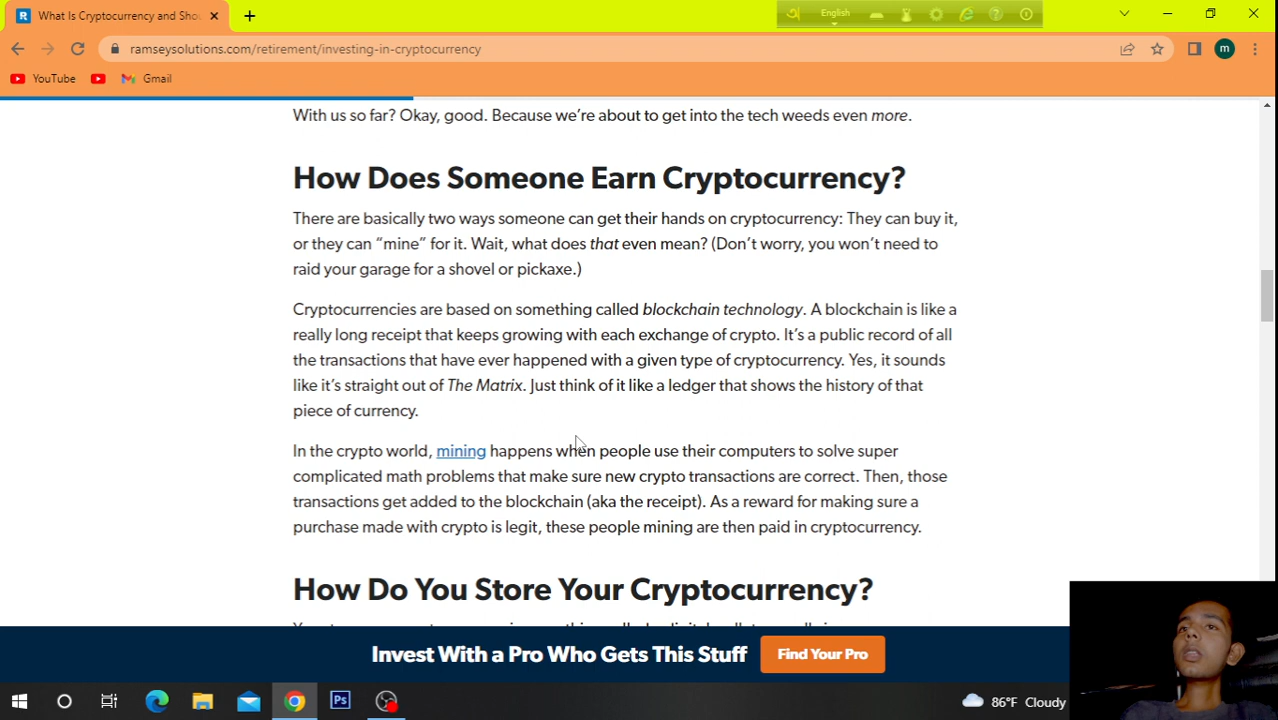 What Is Cryptocurrency and Shou
English
ramseysolutions.com/retirement/investing-in-cryptocurrency
m
YouTube
Gmail
With us so far? Okay, good. Because we're about to get into the tech weeds even more.
How Does Someone Earn Cryptocurrency?
There are basically two ways someone can get their hands on cryptocurrency: They can buy it,
or they can “mine” for it. Wait, what does that even mean? (Don't worry, you won't need to
raid your garage for a shovel or pickaxe.)
Cryptocurrencies are based on something called blockchain technology. A blockchain is like a
really long receipt that keeps growing with each exchange of crypto. It's a public record of all
the transactions that have ever happened with a given type of cryptocurrency. Yes, it sounds
like it's straight out of The Matrix. Just think of it like a ledger that shows the history of that
piece of currency.
In the crypto world, mining happens when people use their computers to solve super
complicated math problems that make sure new crypto transactions are correct. Then, those
transactions get added to the blockchain (aka the receipt). As a reward for making sure a
purchase made with crypto is legit, these people mining are then paid in cryptocurrency.
How Do You Store Your Cryptocurrency?
Invest With a Pro Who Gets This Stuff
Find Your Pro
Ps
86°F Cloudy